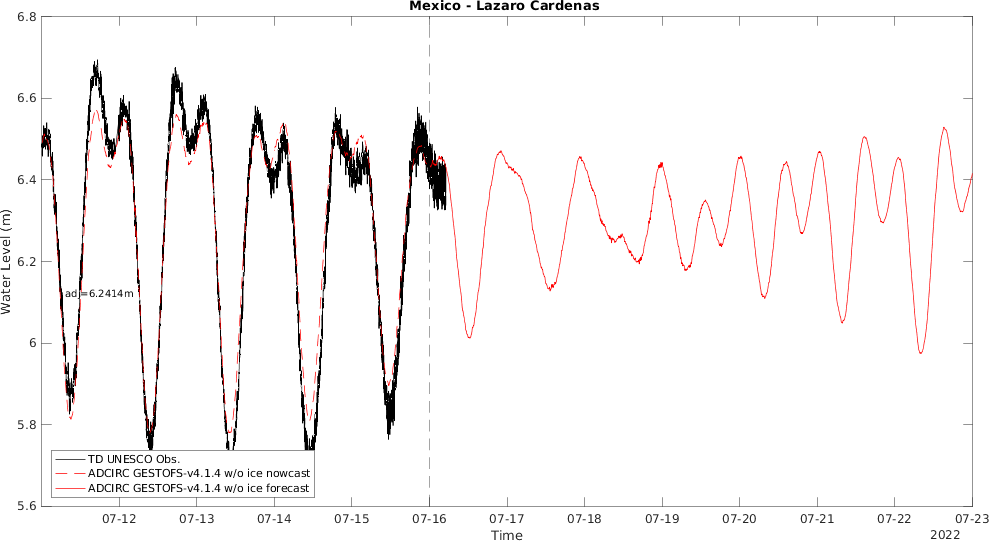 Mexico - Lazaro Cardenas
6.8
6.6
6.4
6.2
6
5.8
5.6
Water Level (m)
adj=6.2414m
TD UNESCO Obs.
ADCIRC GESTOFS-v4.1.4 w/o ice nowcast
ADCIRC GESTOFS-v4.1.4 w/o ice forecast
07-12 07-13 07-14 07-15 07-16 07-17 07-18 07-19 07-20 07-21 07-22 07-23
Time
2022